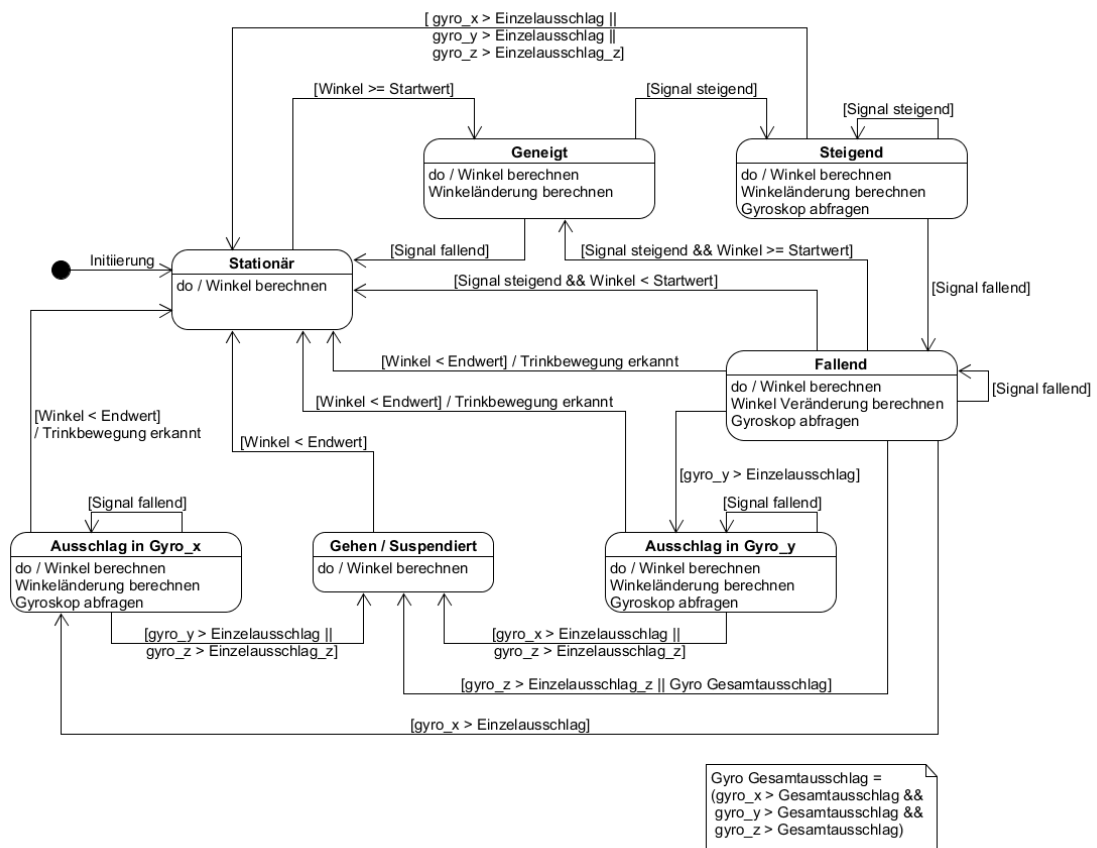 [ gyro_x > Einzelausschlag ||
gyro_y > Einzelausschlag ||
gyro_z > Einzelausschlag_z]
[Winkel >= Startwert]
[Signal steigend]
[Signal steigend]
Geneigt
do / Winkel berechnen
Winkeländerung berechnen
Steigend
do / Winkel berechnen
Winkeländerung berechnen
Gyroskop abfragen
[Signal fallend]
[Signal steigend && Winkel >= Startwert]
Initiierung
Stationär
do / Winkel berechnen
[Signal steigend && Winkel < Startwert]
[Signal fallend]
[Winkel < Endwert] / Trinkbewegung erkannt
Fallend
do / Winkel berechnen
Winkel Veränderung berechnen
Gyroskop abfragen
[Signal fallend]
[Winkel < Endwert]
/ Trinkbewegung erkannt
[Winkel < Endwert] / Trinkbewegung erkannt
[Winkel < Endwert]
[gyro_y > Einzelausschlag]
[Signal fallend]
[Signal fallend]
Ausschlag in Gyro_x
do / Winkel berechnen
Winkeländerung berechnen
Gyroskop abfragen
Gehen / Suspendiert
do / Winkel berechnen
Ausschlag in Gyro_y
do / Winkel berechnen
Winkeländerung berechnen
Gyroskop abfragen
[gyro_y > Einzelausschlag ||
gyro_z > Einzelausschlag_z]
[gyro_x > Einzelausschlag ||
gyro_z > Einzelausschlag_z]
[gyro_z > Einzelausschlag_z || Gyro Gesamtausschlag]
[gyro_x > Einzelausschlag]
Gyro Gesamtausschlag =
(gyro_x > Gesamtausschlag &&
gyro_y > Gesamtausschlag &&
gyro_z > Gesamtausschlag)